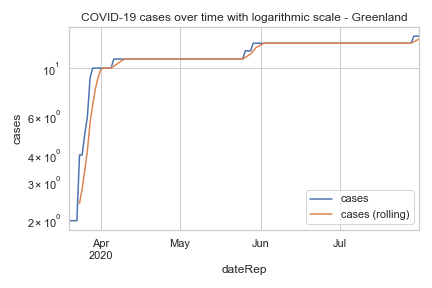 COVID-19 cases over time with logarithmic scale - Greenland
cases
10¹
6 × 10⁰
4 × 10⁰
3 × 10⁰
2 × 10⁰
cases
cases (rolling)
Apr
2020
May
Jun
Jul
dateRep